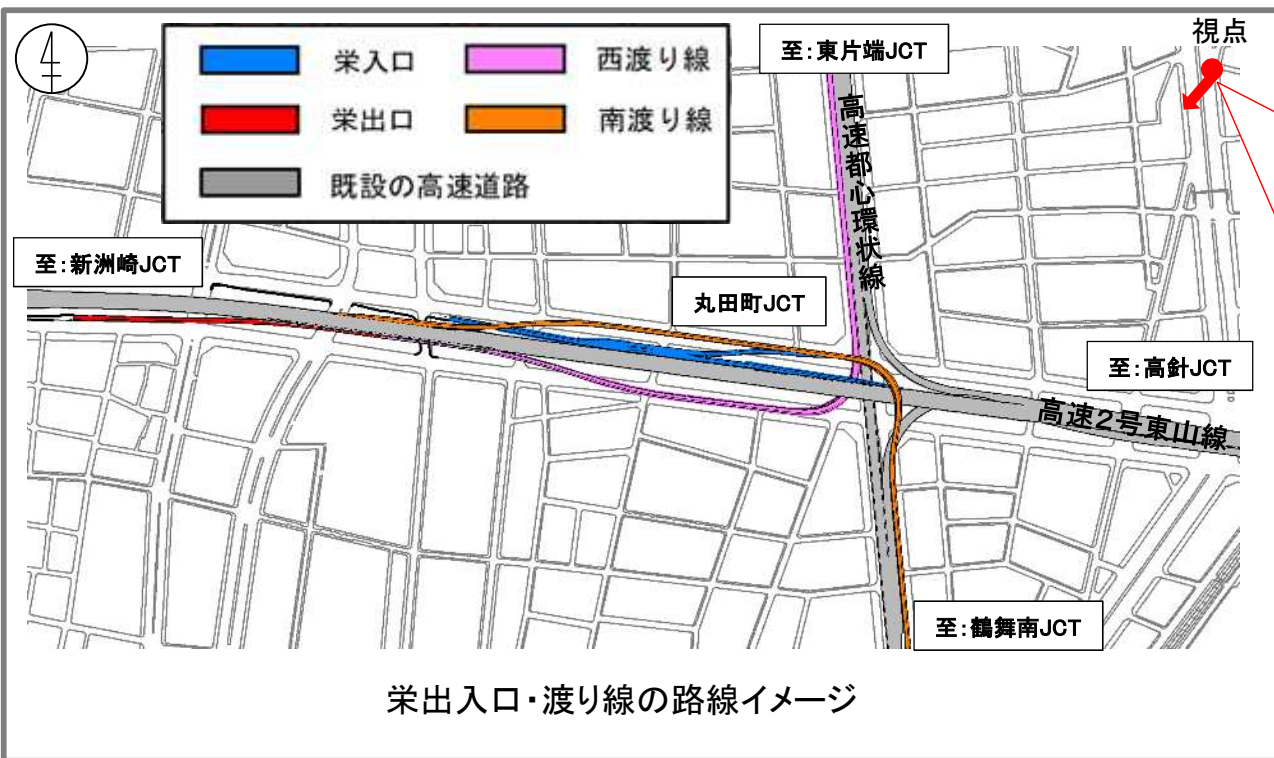 視点
栄入口
西渡り線
至：東片端JCT
栄出口
南渡り線
既設の高速道路
高速都心環状線
至：新洲崎JCT
丸田町JCT
至：高針JCT
高速2号東山線
至：鶴舞南JCT
栄出入口・渡り線の路線イメージ